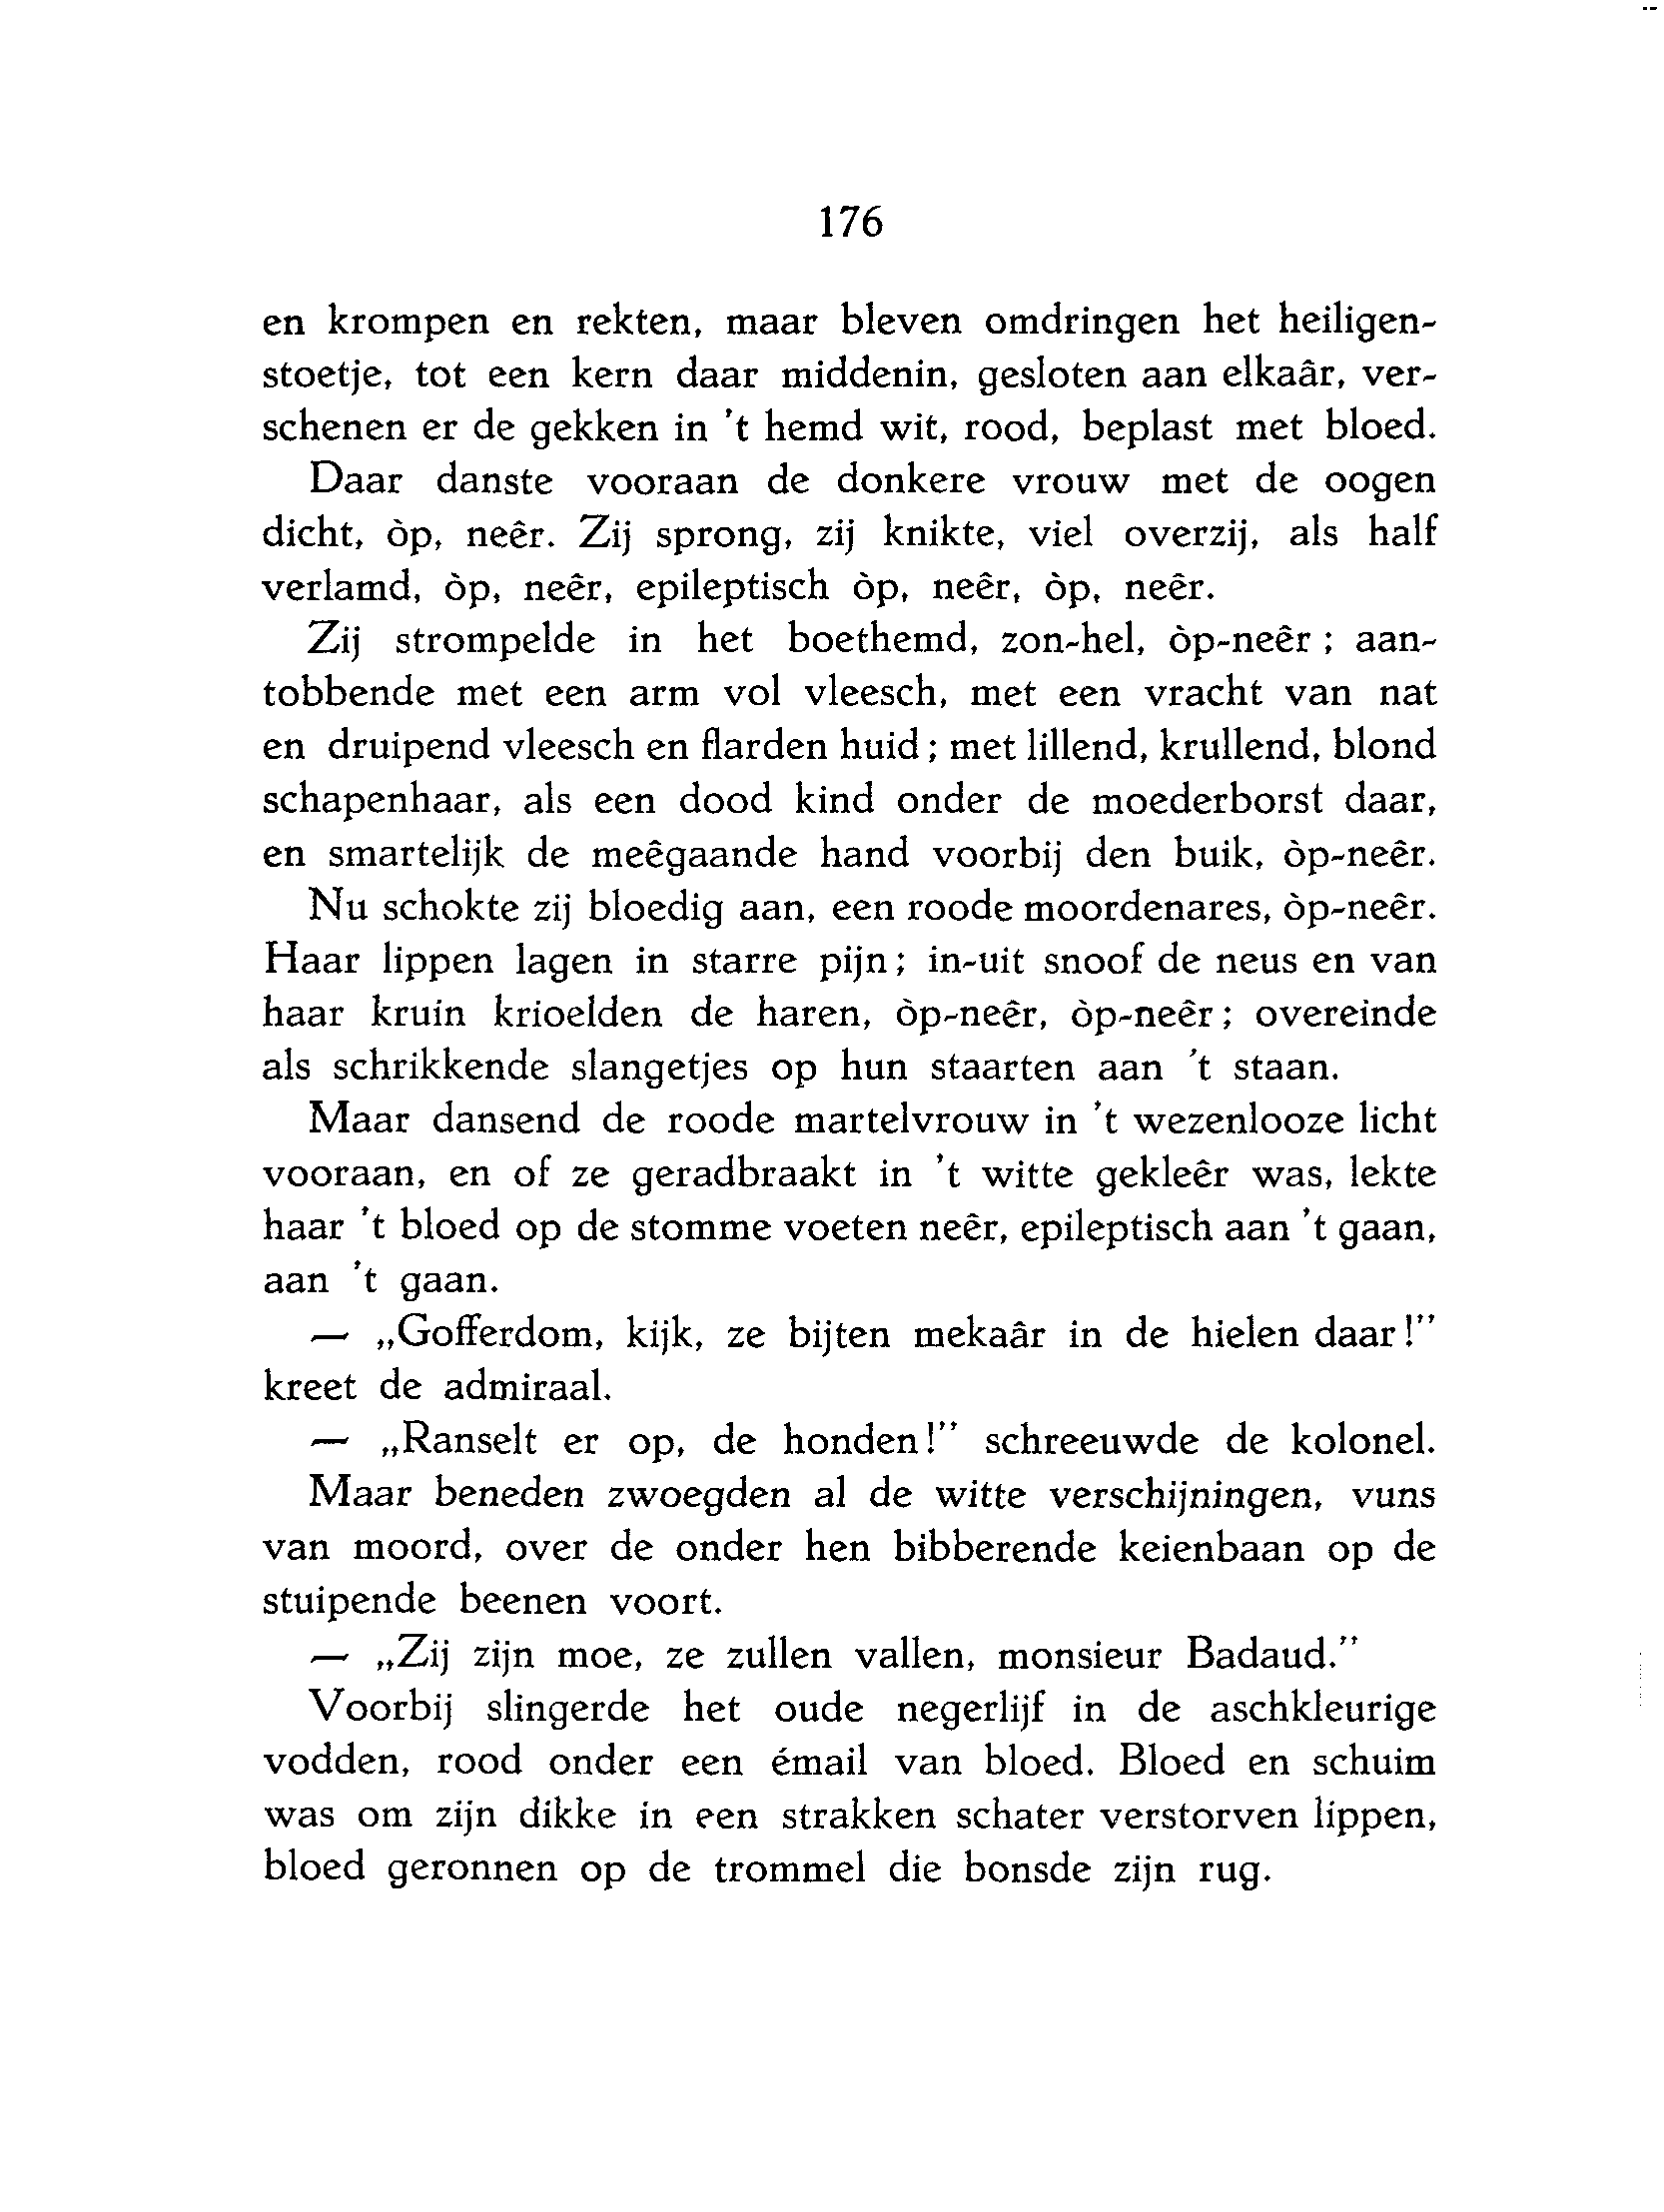 176
en krompen en rekten, maar bleven omdringen het heiligen-
stoetje, tot een kern daar middenin, gesloten aan elkaâr, ver-
schenen er de gekken in 't hemd wit, rood, beplast met bloed.
Daar danste vooraan de donkere vrouw met de oogen
dicht, òp, neêr. Zij sprong, zij knikte, viel overzij, als half
verlamd, òp, neêr, epileptisch òp, neêr, òp, neêr.
Zij strompelde in het boethemd, zon-hel, òp-neêr; aan-
tobbende met een arm vol vleesch, met een vracht van nat
en druipend vleesch en flarden huid; met lillend, krullend, blond
schapenhaar, als een dood kind onder de moederborst daar,
en smartelijk de meêgaande hand voorbij den buik, òp-neêr.
Nu schokte zij bloedig aan, een roode moordenares, òp-neêr.
Haar lippen lagen in starre pijn; in-uit snoof de neus en van
haar kruin krioelden de haren, òp-neêr, òp-neêr; overeinde
als schrikkende slangetjes op hun staarten aan 't staan.
Maar dansend de roode martelvrouw in 't wezenlooze licht
vooraan, en of ze geradbraakt in 't witte gekleêr was, lekte
haar 't bloed op de stomme voeten neêr, epileptisch aan 't gaan,
aan 't gaan.
— „Gofferdom, kijk, ze bijten mekaâr in de hielen daar!”
kreet de admiraal.
— „Ranselt er op, de honden!” schreeuwde de kolonel.
Maar beneden zwoegden al de witte verschijningen, vuns
van moord, over de onder hen bibberende keienbaan op de
stuipende beenen voort.
— „Zij zijn moe, ze zullen vallen, monsieur Badaud.”
Voorbij slingerde het oude negerlijf in de aschkleurige
vodden, rood onder een émail van bloed. Bloed en schuim
was om zijn dikke in een strakken schater verstorven lippen,
bloed geronnen op de trommel die bonsde zijn rug.